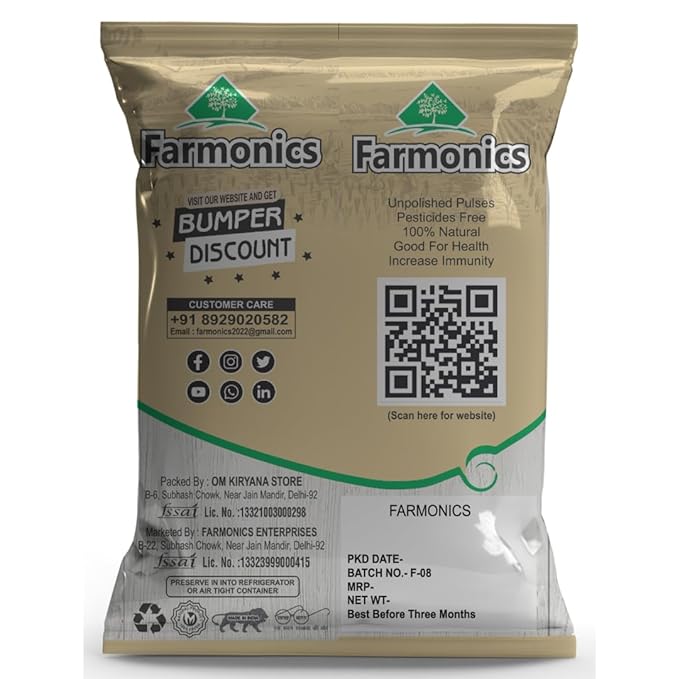 Farmonics
VISIT OUR WEBSITE AND GET
BUMPER
DISCOUNT
CUSTOMER CARE
+91 8929020582
Email : farmonics2022@gmail.com
Farmonics
Unpolished Pulses
Pesticides Free
100% Natural
Good For Health
Increase Immunity
(Scan here for website)
Packed By : OM KIRYANA STORE
B-6, Subhash Chowk, Near Jain Mandir, Delhi-92
fssai Lic. No. :13321003000298
Marketed By : FARMONICS ENTERPRISES
B-22, Subhash Chowk, Near Jain Mandir, Delhi-92
fssai Lic. No. :13323999000415
PRESERVE IN INTO REFRIGERATOR
OR AIR TIGHT CONTAINER
MADE IN INDIA
FARMONICS
PKD DATE-
BATCH NO.- F-08
MRP-
NET WT-
Best Before Three Months